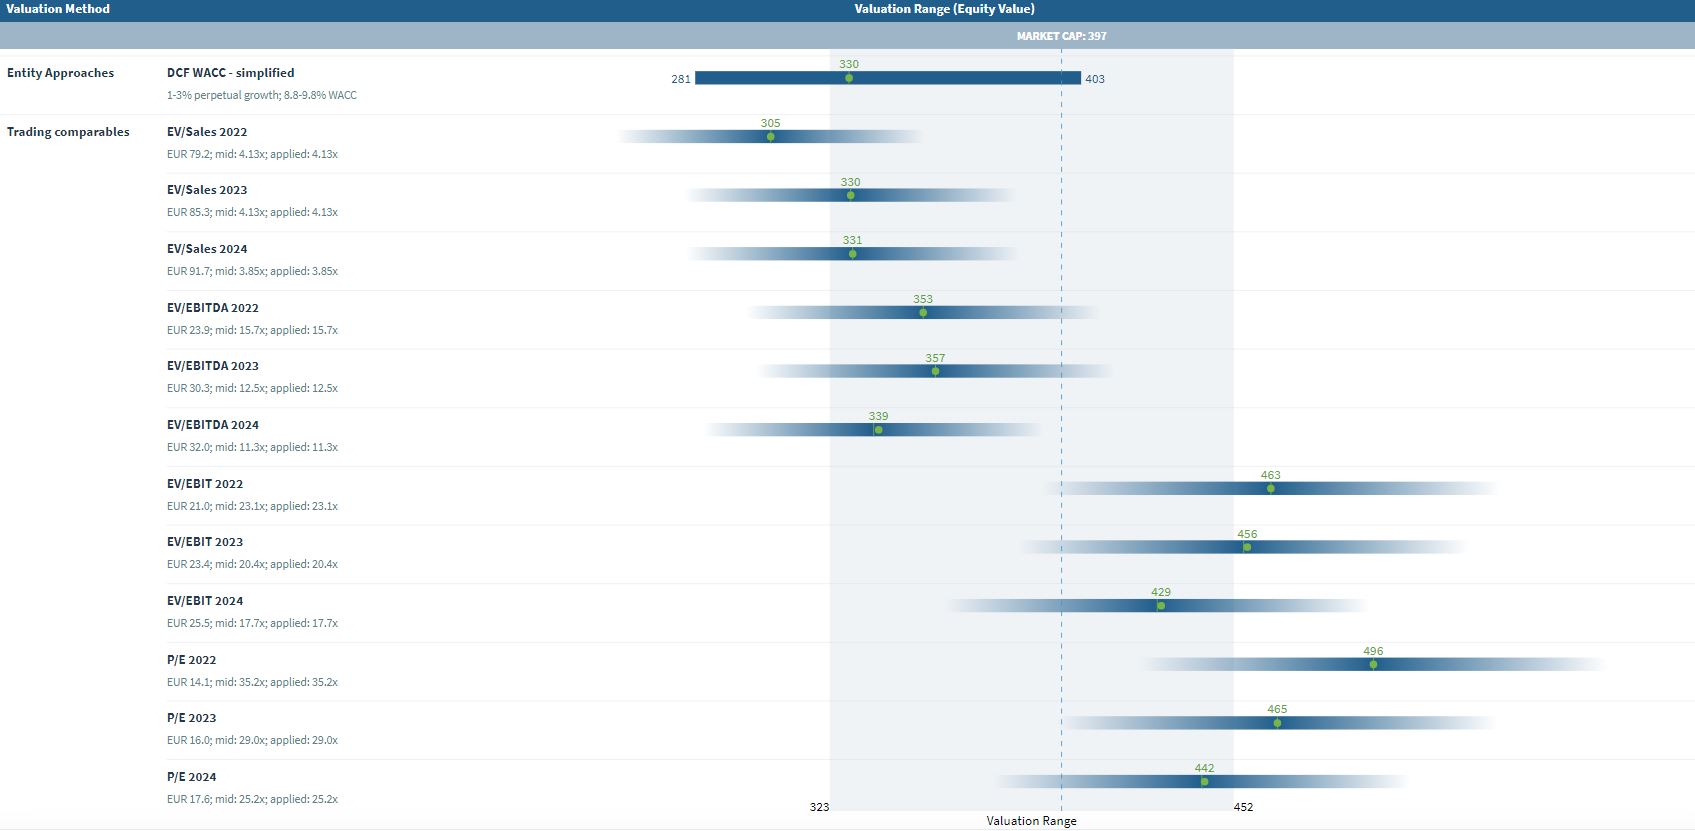 Valuation Method Valuation Range (Equity Value)
MARKET CAP: 397
Entity Approaches DCF WACC - simplified 281 330 403
1-3% perpetual growth; 8.8-9.8% WACC
Trading comparables EV/Sales 2022 305
EUR 79.2; mid: 4.13x; applied: 4.13x
EV/Sales 2023 330
EUR 85.3; mid: 4.13x; applied: 4.13x
EV/Sales 2024 331
EUR 91.7; mid: 3.85x; applied: 3.85x
EV/EBITDA 2022 353
EUR 23.9; mid: 15.7x; applied: 15.7x
EV/EBITDA 2023 357
EUR 30.3; mid: 12.5x; applied: 12.5x
EV/EBITDA 2024 339
EUR 32.0; mid: 11.3x; applied: 11.3x
EV/EBIT 2022 463
EUR 21.0; mid: 23.1x; applied: 23.1x
EV/EBIT 2023 456
EUR 23.4; mid: 20.4x; applied: 20.4x
EV/EBIT 2024 429
EUR 25.5; mid: 17.7x; applied: 17.7x
P/E 2022 496
EUR 14.1; mid: 35.2x; applied: 35.2x
P/E 2023 465
EUR 16.0; mid: 29.0x; applied: 29.0x
P/E 2024 442
EUR 17.6; mid: 25.2x; applied: 25.2x
323 452
Valuation Range